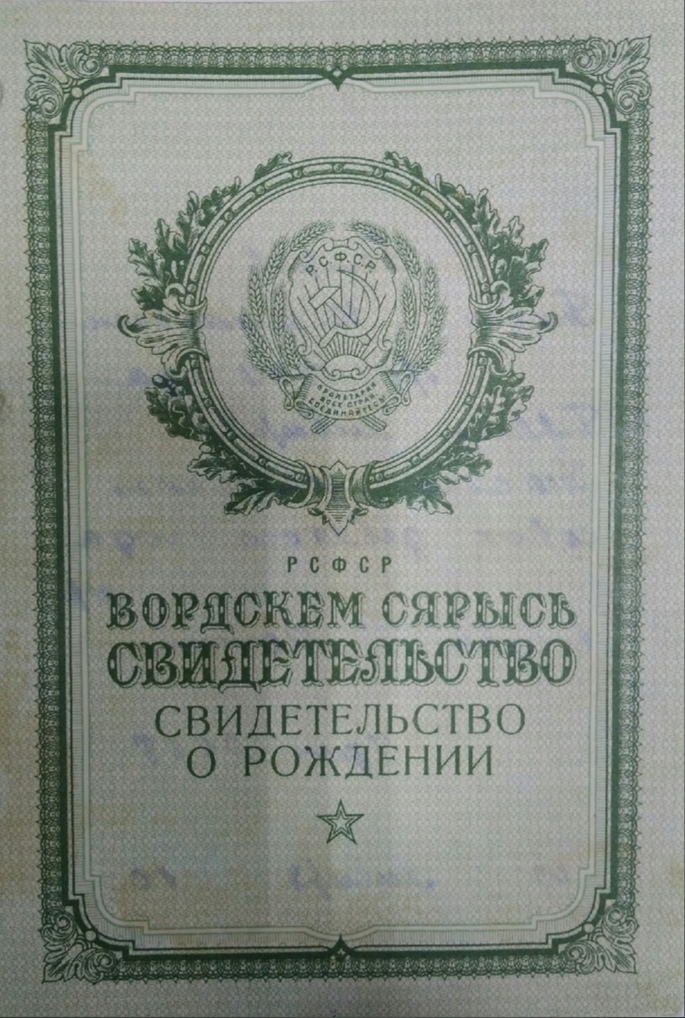 РСФСР
ПРОЛЕТАРИИ
ВСЕХ СТРАН,
СОЕДИНЯЙТЕСЬ!
РСФСР
ВОРДСКЕМ СЯРЫСЬ
СВИДЕТЕЛЬСТВО
СВИДЕТЕЛЬСТВО
О РОЖДЕНИИ